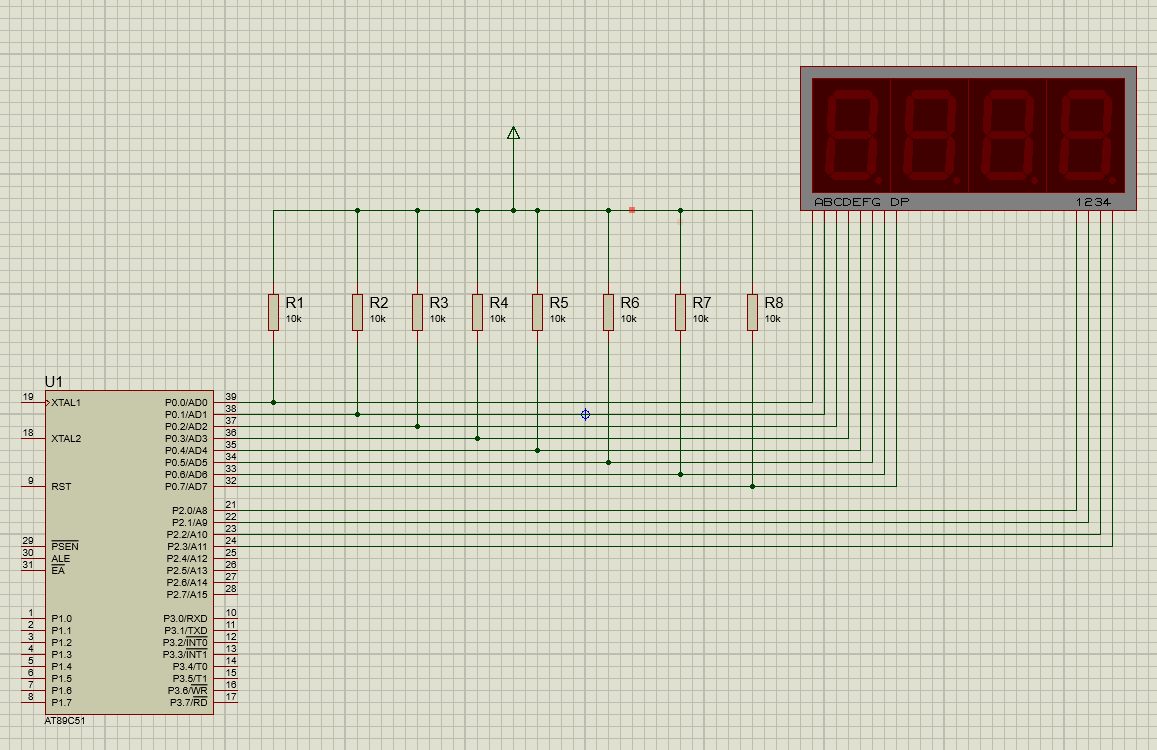 ABCDEFG DP
1234
R1
10k
R2
10k
R3
10k
R4
10k
R5
10k
R6
10k
R7
10k
R8
10k
U1
19 XTAL1 P0.0/AD0 39
P0.1/AD1 38
P0.2/AD2 37
18 XTAL2 P0.3/AD3 36
P0.4/AD4 35
P0.5/AD5 34
P0.6/AD6 33
9 RST P0.7/AD7 32
P2.0/A8 21
P2.1/A9 22
P2.2/A10 23
29 PSEN P2.3/A11 24
30 ALE P2.4/A12 25
31 EA P2.5/A13 26
P2.6/A14 27
P2.7/A15 28
1 P1.0 P3.0/RXD 10
2 P1.1 P3.1/TXD 11
3 P1.2 P3.2/INT0 12
4 P1.3 P3.3/INT1 13
5 P1.4 P3.4/T0 14
6 P1.5 P3.5/T1 15
7 P1.6 P3.6/WR 16
8 P1.7 P3.7/RD 17
AT89C51